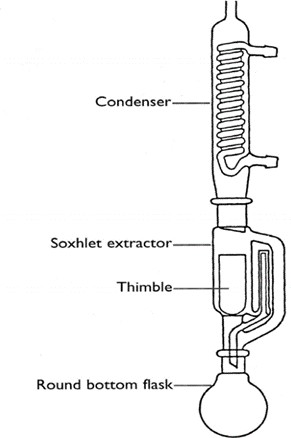 Condenser
Soxhlet extractor
Thimble
Round bottom flask